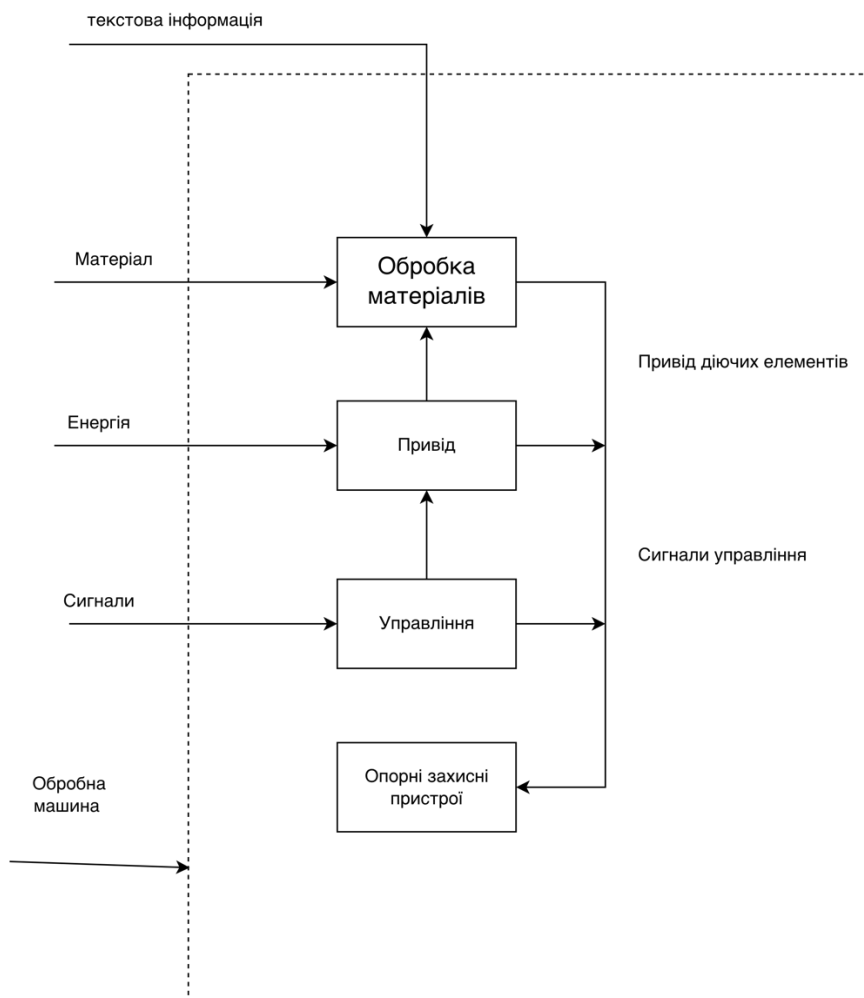 текстова інформація
Матеріал
Обробка
матеріалів
Привід діючих елементів
Енергія
Привід
Сигнали управління
Сигнали
Управління
Обробна
машина
Опорні захисні
пристрої